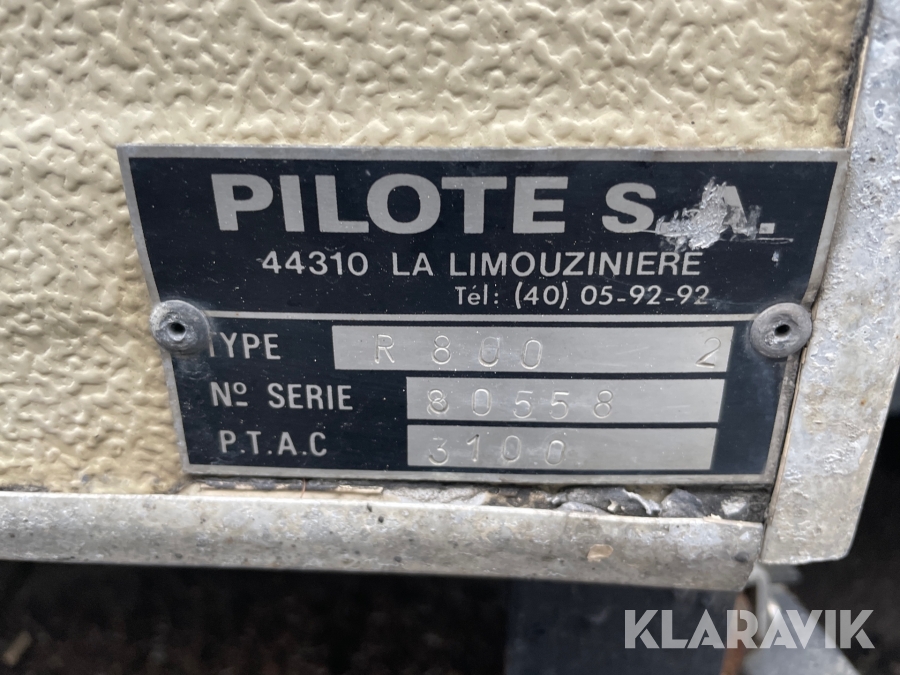 PILOTE S.A.
44310 LA LIMOUZINIERE
Tél: (40) 05-92-92
TYPE R 800 2
Nº SERIE 80558
P.T.A.C 3100
KLARAVIK